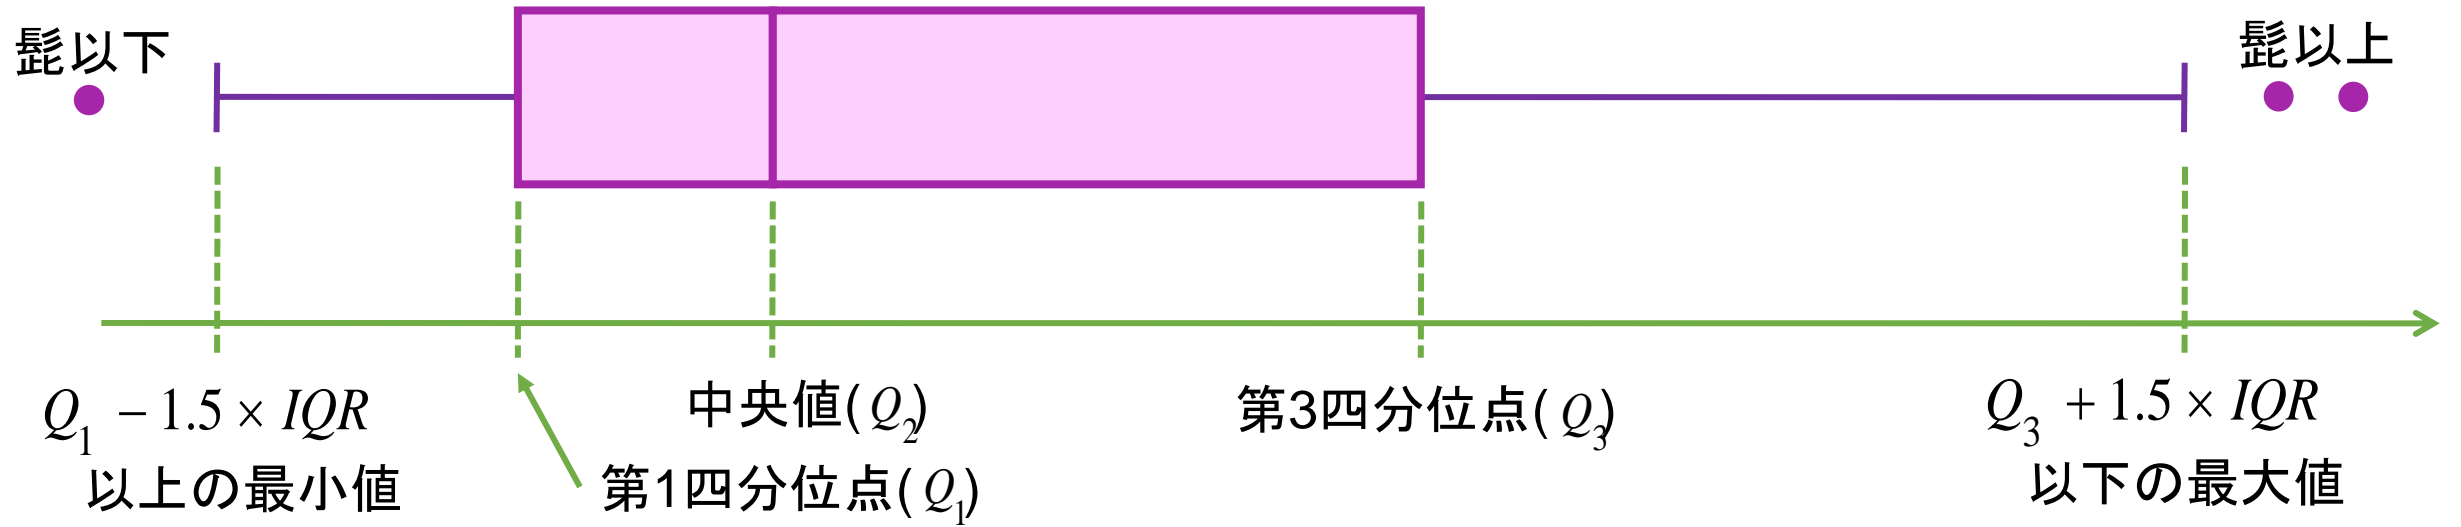 髭以下
髭以上
Q1 − 1.5 × IQR
以上の最小値
第1四分位点(Q1)
中央値(Q2)
第3四分位点(Q3)
Q3 + 1.5 × IQR
以下の最大値